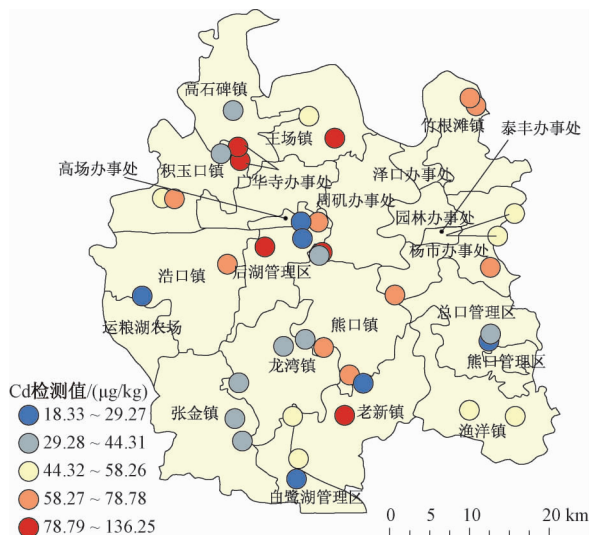 高石碑镇
王场镇
竹根滩镇
泰丰办事处
高场办事处
积玉口镇
广华寺办事处
泽口办事处
周矶办事处
园林办事处
杨市办事处
浩口镇
后湖管理区
运粮湖农场
熊口镇
总口管理区
龙湾镇
熊口管理区
Cd检测值/(μg/kg)
张金镇
老新镇
渔洋镇
18.33 ~ 29.27
29.28 ~ 44.31
44.32 ~ 58.26
58.27 ~ 78.78
78.79 ~ 136.25
白鹭湖管理区
0 5 10 20 km